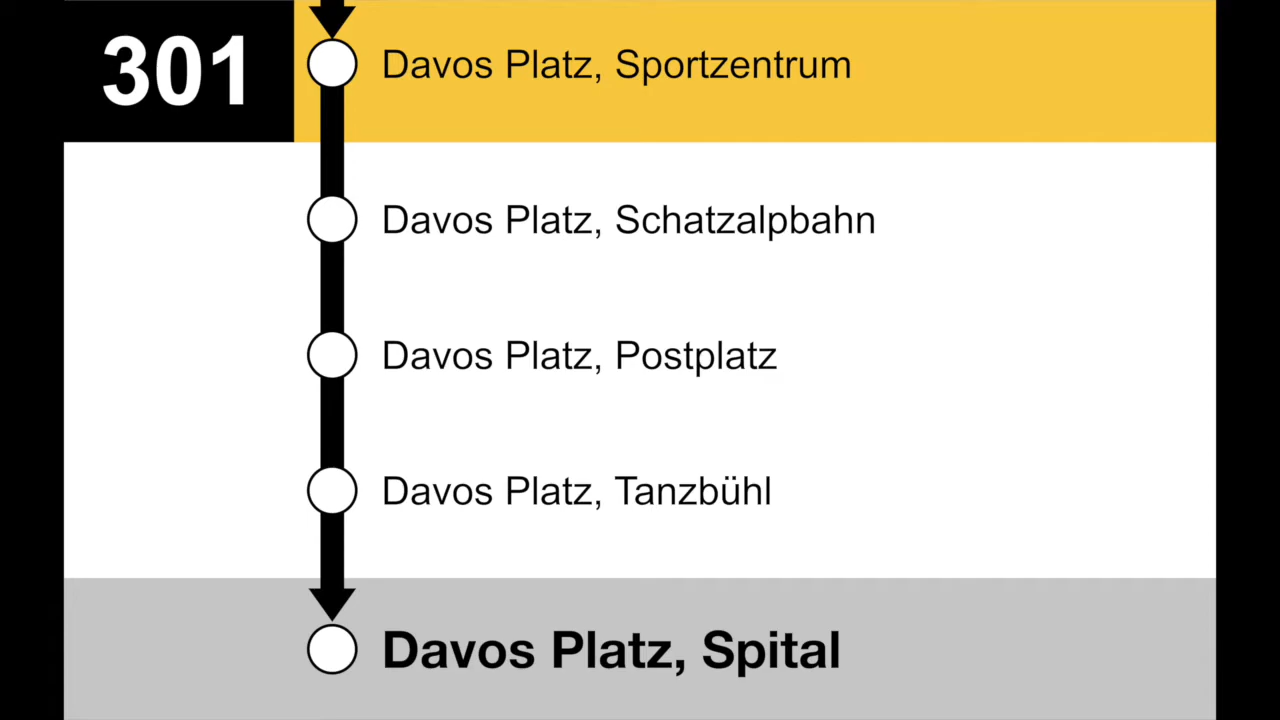 301
Davos Platz, Sportzentrum
Davos Platz, Schatzalpbahn
Davos Platz, Postplatz
Davos Platz, Tanzbühl
Davos Platz, Spital